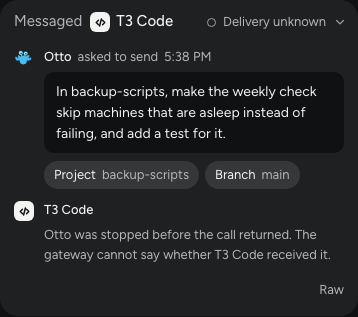 Messaged T3 Code Delivery unknown
Otto asked to send 5:38 PM
In backup-scripts, make the weekly check
skip machines that are asleep instead of
failing, and add a test for it.
Project backup-scripts Branch main
T3 Code
Otto was stopped before the call returned. The
gateway cannot say whether T3 Code received it.
Raw